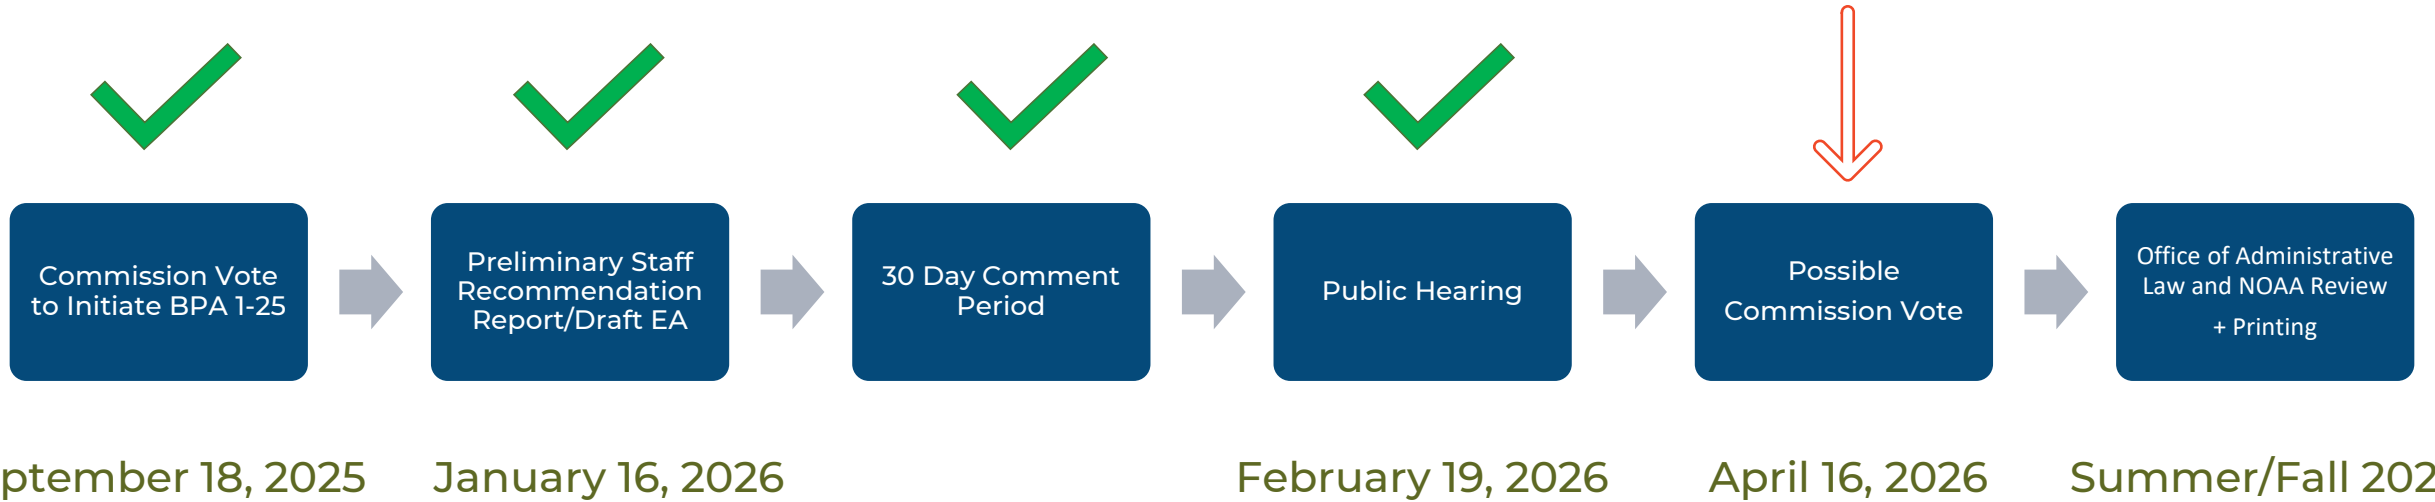 Commission Vote
to Initiate BPA 1-25
Preliminary Staff
Recommendation
Report/Draft EA
30 Day Comment
Period
Public Hearing
Possible
Commission Vote
Office of Administrative
Law and NOAA Review
+ Printing
ptember 18, 2025
January 16, 2026
February 19, 2026
April 16, 2026
Summer/Fall 202